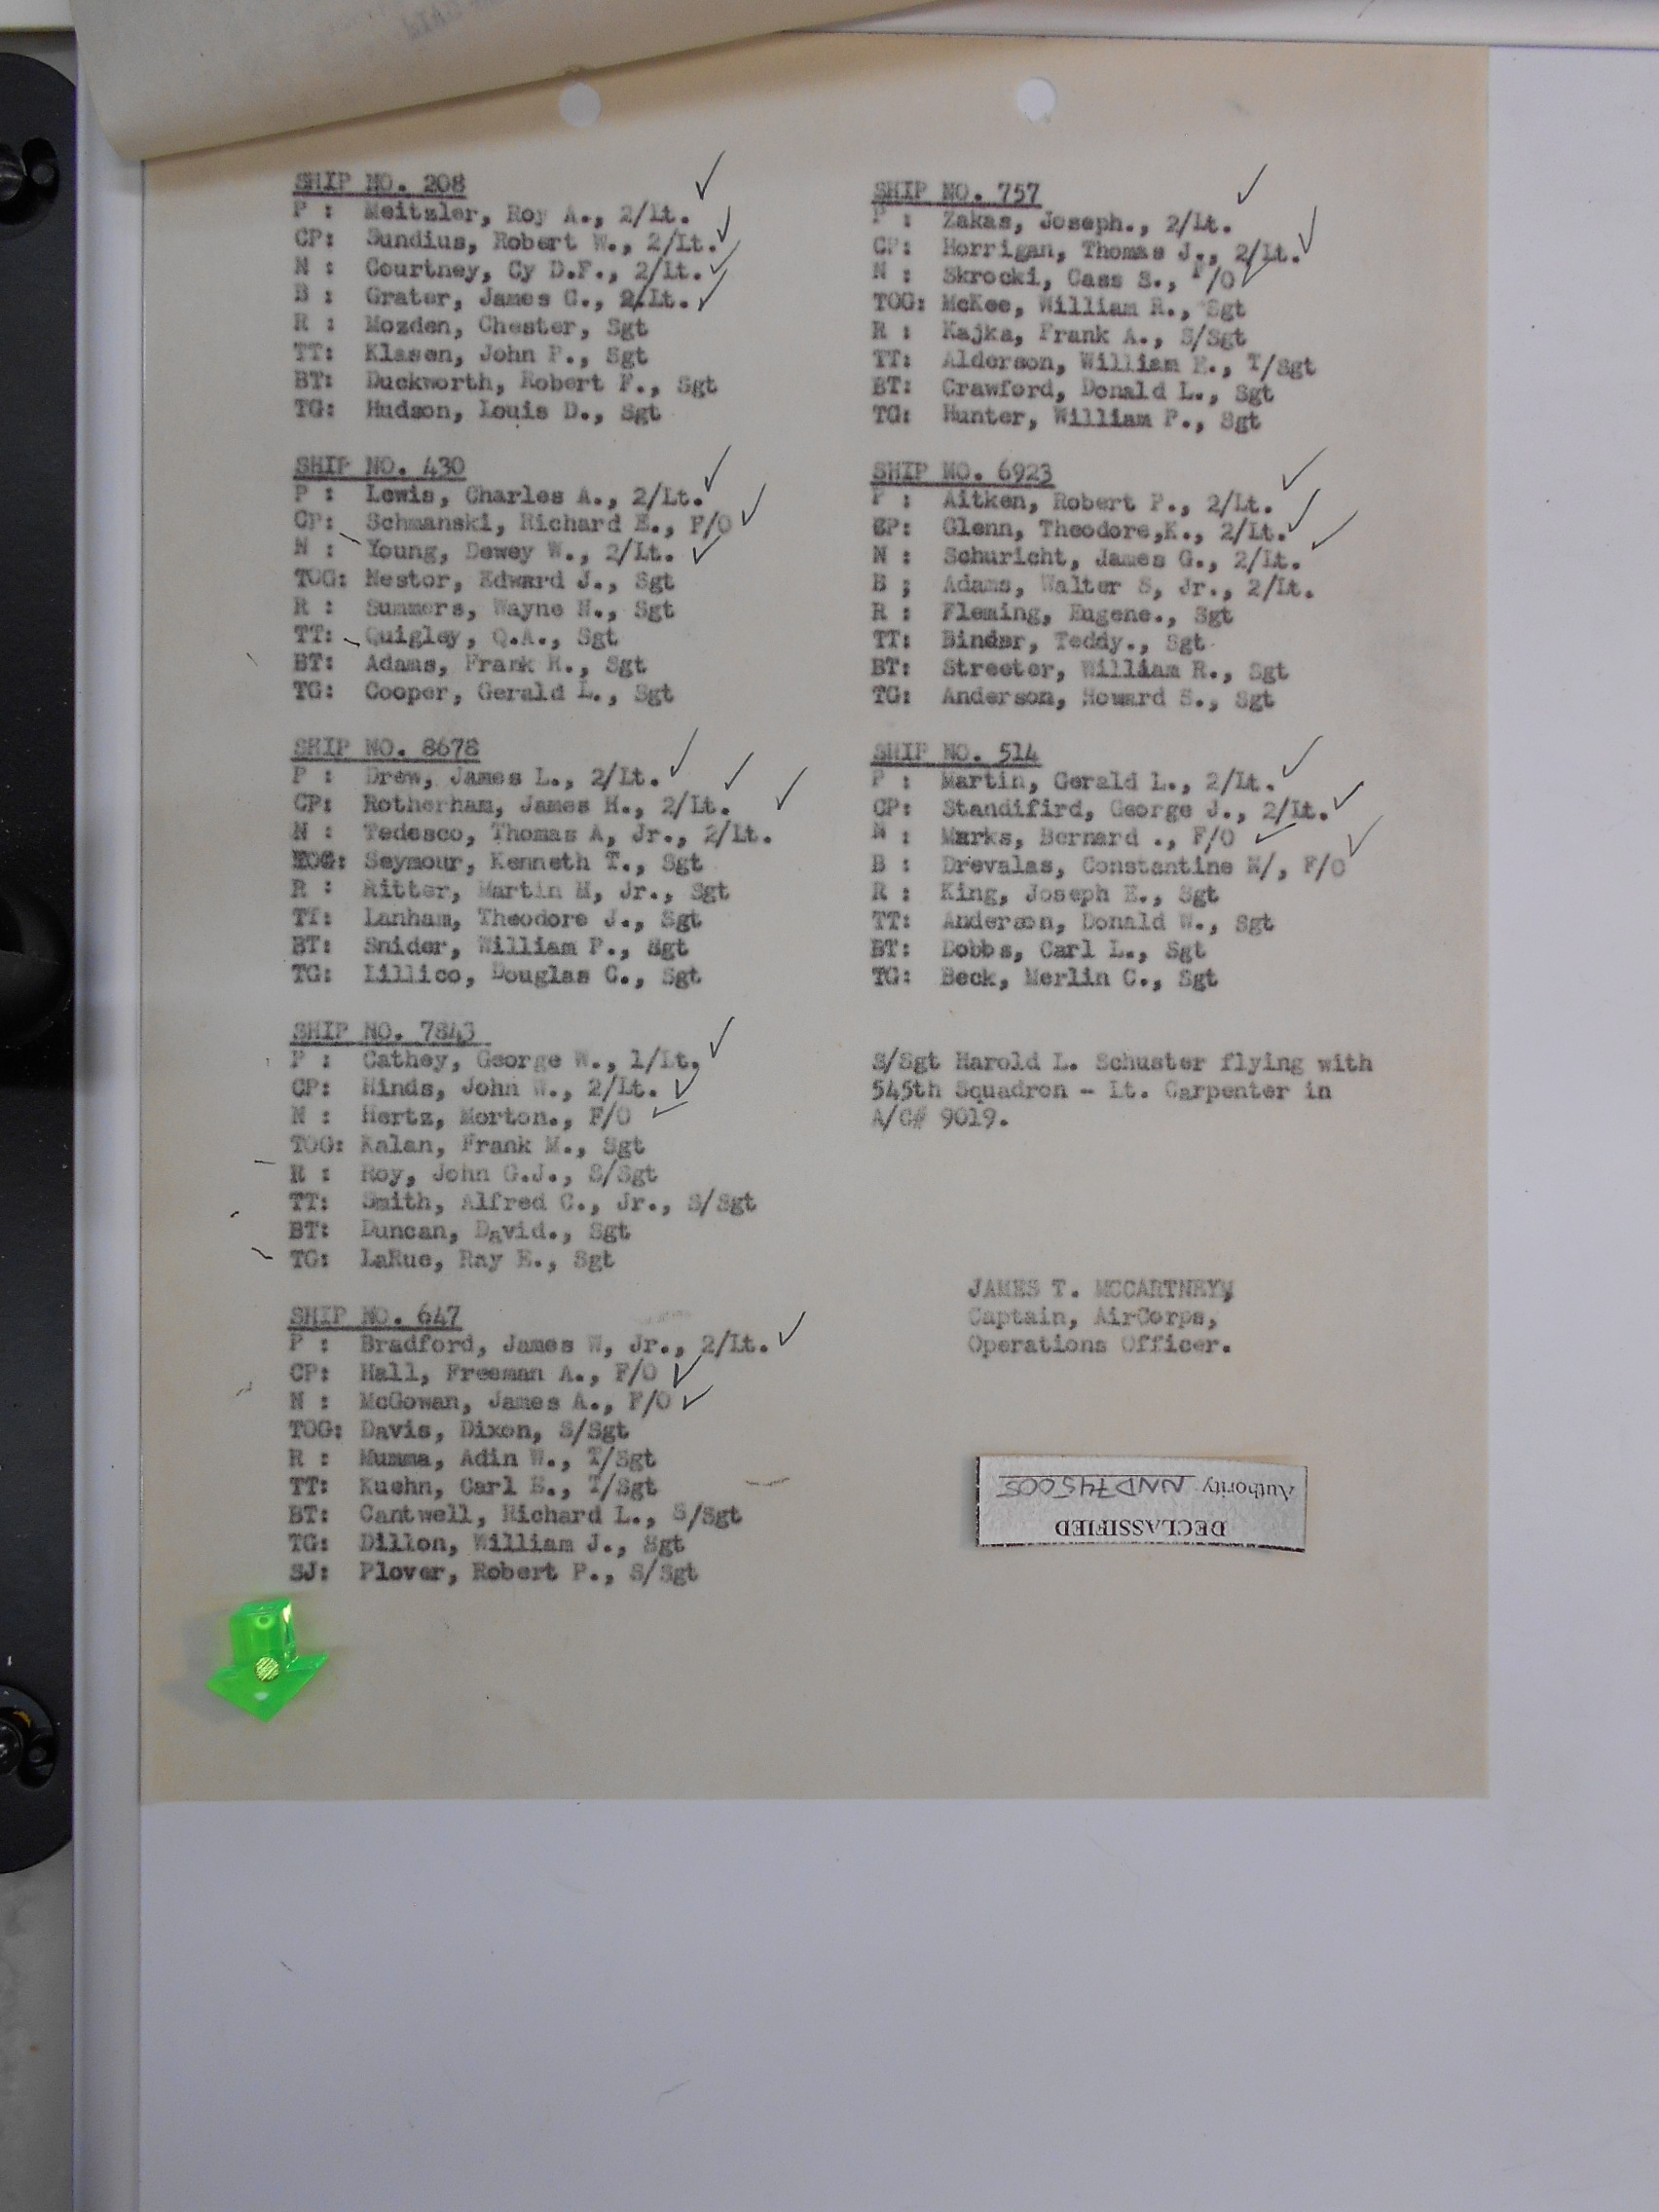 SHIP NO. 208
P : Meitzler, Roy A., 2/Lt.
CP: Sundius, Robert W., 2/Lt.
N : Courtney, Cy D.F., 2/Lt.
B : Grater, James C., 2/Lt.
R : Mozden, Chester, Sgt
TT: Klasen, John P., Sgt
BT: Duckworth, Robert F., Sgt
TG: Hudson, Louis D., Sgt
SHIP NO. 430
P : Lewis, Charles A., 2/Lt.
CP: Schmanski, Richard E., F/O
N : Young, Dewey W., 2/Lt.
TOG: Nestor, Edward J., Sgt
R : Summers, Wayne N., Sgt
TT: Quigley, Q.A., Sgt
BT: Adams, Frank R., Sgt
TG: Cooper, Gerald L., Sgt
SHIP NO. 8678
P : Drew, James L., 2/Lt.
CP: Rotherham, James H., 2/Lt.
N : Tedesco, Thomas A, Jr., 2/Lt.
TOG: Seymour, Kenneth T., Sgt
R : Ritter, Martin H, Jr., Sgt
TT: Lanham, Theodore J., Sgt
BT: Snider, William P., Sgt
TG: Lillico, Douglas C., Sgt
SHIP NO. 7843
P : Cathey, George W., 1/Lt.
CP: Hinds, John W., 2/Lt.
N : Hertz, Morton., F/O
TOG: Kalan, Frank M., Sgt
R : Roy, John G.J., S/Sgt
TT: Smith, Alfred C., Jr., S/Sgt
BT: Duncan, David., Sgt
TG: LaRue, Ray E., Sgt
SHIP NO. 647
P : Bradford, James W, Jr., 2/Lt.
CP: Hall, Freeman A., F/O
N : McGowan, James A., F/O
TOG: Davis, Dixon, S/Sgt
R : Mumma, Adin W., T/Sgt
TT: Kuehn, Carl E., T/Sgt
BT: Cantwell, Richard L., S/Sgt
TG: Dillon, William J., Sgt
SJ: Plover, Robert P., S/Sgt
SHIP NO. 757
P : Zakas, Joseph., 2/Lt.
CP: Horrigan, Thomas J., 2/Lt.
N : Skrocki, Cass S., F/O
TOG: McKee, William R., Sgt
R : Kajka, Frank A., S/Sgt
TT: Alderson, William E., T/Sgt
BT: Crawford, Donald L., Sgt
TG: Hunter, William P., Sgt
SHIP NO. 6923
P : Aitken, Robert P., 2/Lt.
CP: Glenn, Theodore,K., 2/Lt.
N : Schuricht, James G., 2/Lt.
B ; Adams, Walter S, Jr., 2/Lt.
R : Fleming, Eugene., Sgt
TT: Binder, Teddy., Sgt
BT: Streeter, William R., Sgt
TG: Anderson, Howard S., Sgt
SHIP NO. 514
P : Martin, Gerald L., 2/Lt.
CP: Standifird, George J., 2/Lt.
N : Marks, Bernard ., F/O
B : Drevalas, Constantine N/, F/O
R : King, Joseph E., Sgt
TT: Anderson, Donald W., Sgt
BT: Dobbs, Carl L., Sgt
TG: Beck, Merlin C., Sgt
S/Sgt Harold L. Schuster flying with
545th Squadron -- Lt. Carpenter in
A/C# 9019.
JAMES T. MCCARTNEY,
Captain, AirCorps,
Operations Officer.
DECLASSIFIED
Authority NND745005